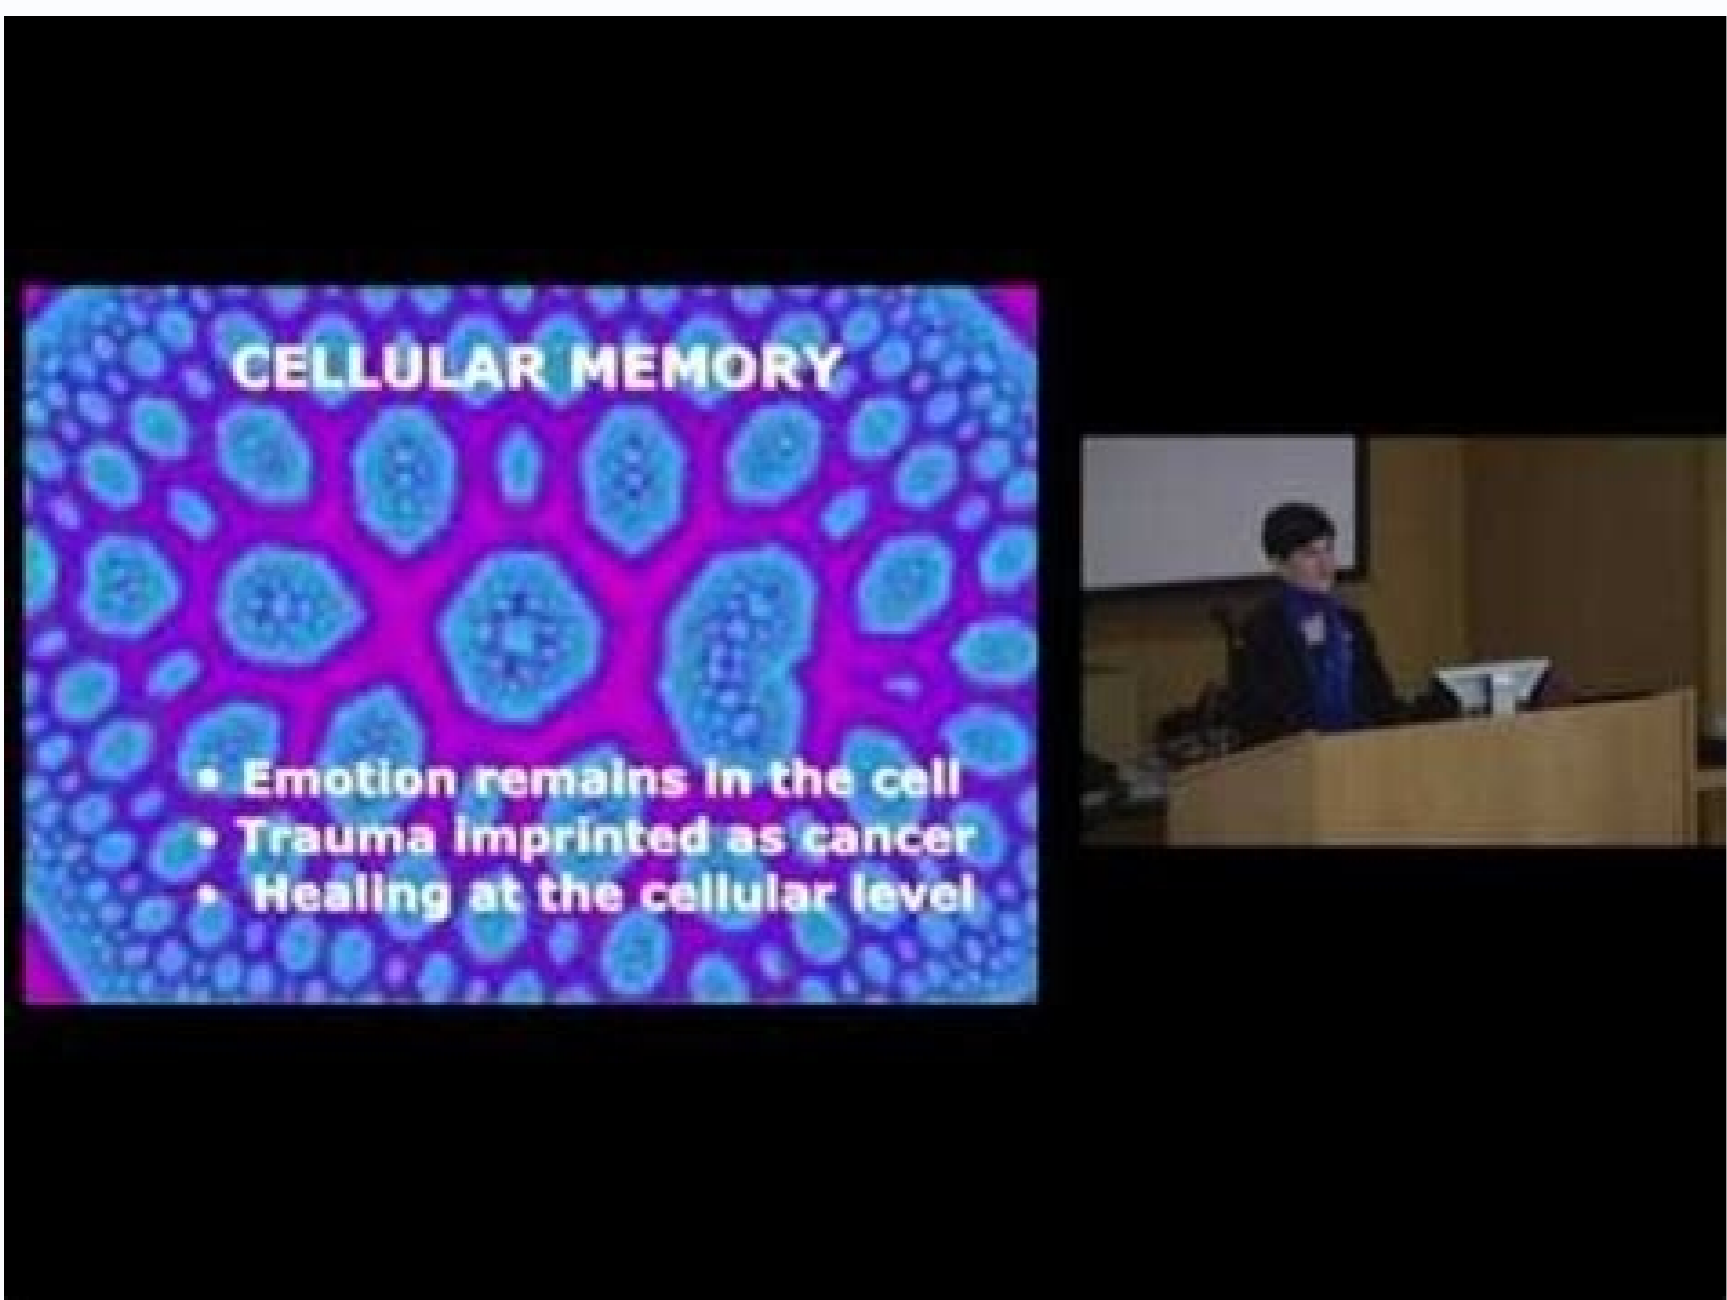 CELLULAR MEMORY
• Emotion remains in the cell
• Trauma imprinted as cancer
• Healing at the cellular level